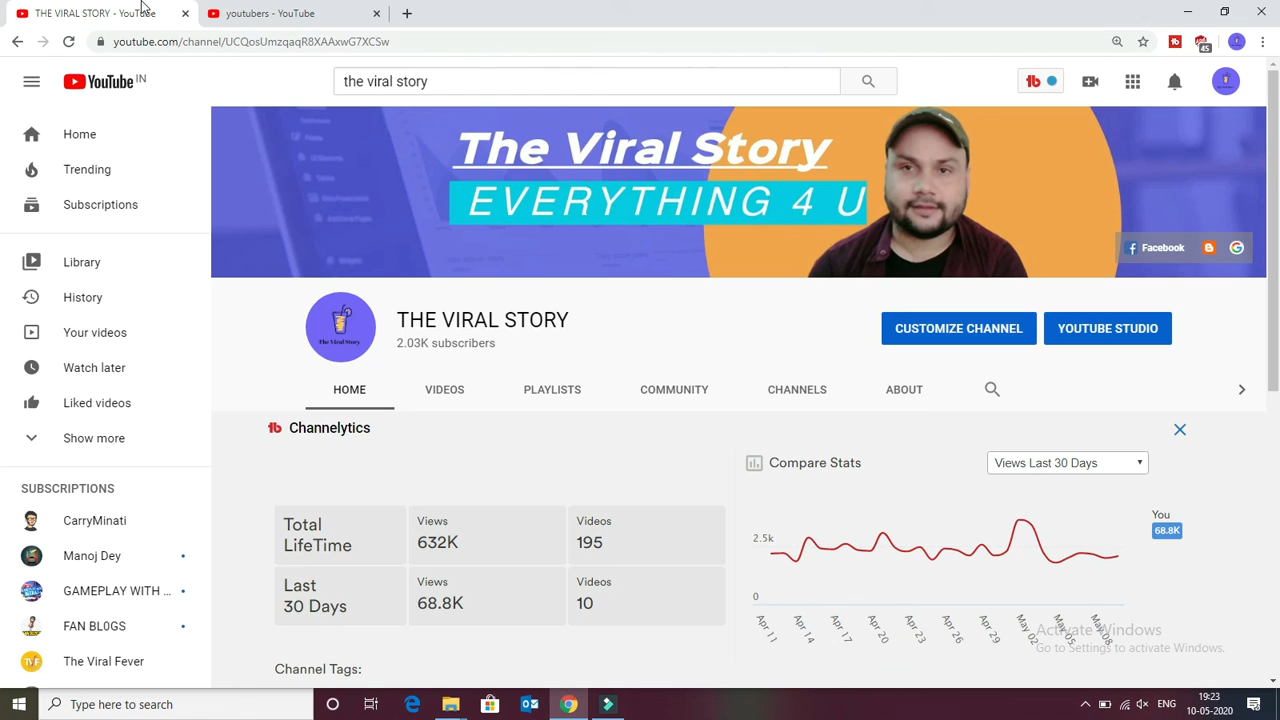 THE VIRAL STORY - YouTube
youtubers - YouTube
youtube.com/channel/UCQosUmzqaqR8XAAxwG7XCSw
45
YouTube IN
the viral story
tb
Home
Trending
Subscriptions
Library
History
Your videos
Watch later
Liked videos
Show more
SUBSCRIPTIONS
CarryMinati
Manoj Dey
GAMEPLAY WITH ...
FAN BL0GS
The Viral Fever
The Viral Story
EVERYTHING 4 U
Facebook
The Viral Story
THE VIRAL STORY
2.03K subscribers
CUSTOMIZE CHANNEL
YOUTUBE STUDIO
HOME VIDEOS PLAYLISTS COMMUNITY CHANNELS ABOUT
tb Channelytics
Total LifeTime
Views
632K
Videos
195
Last 30 Days
Views
68.8K
Videos
10
Channel Tags:
Compare Stats
Views Last 30 Days
2.5k
0
You
68.8K
Apr 11 Apr 14 Apr 17 Apr 20 Apr 23 Apr 26 Apr 29 May 02 May 05 May 08
Activate Windows
Go to Settings to activate Windows.
Type here to search
ENG
19:23
10-05-2020